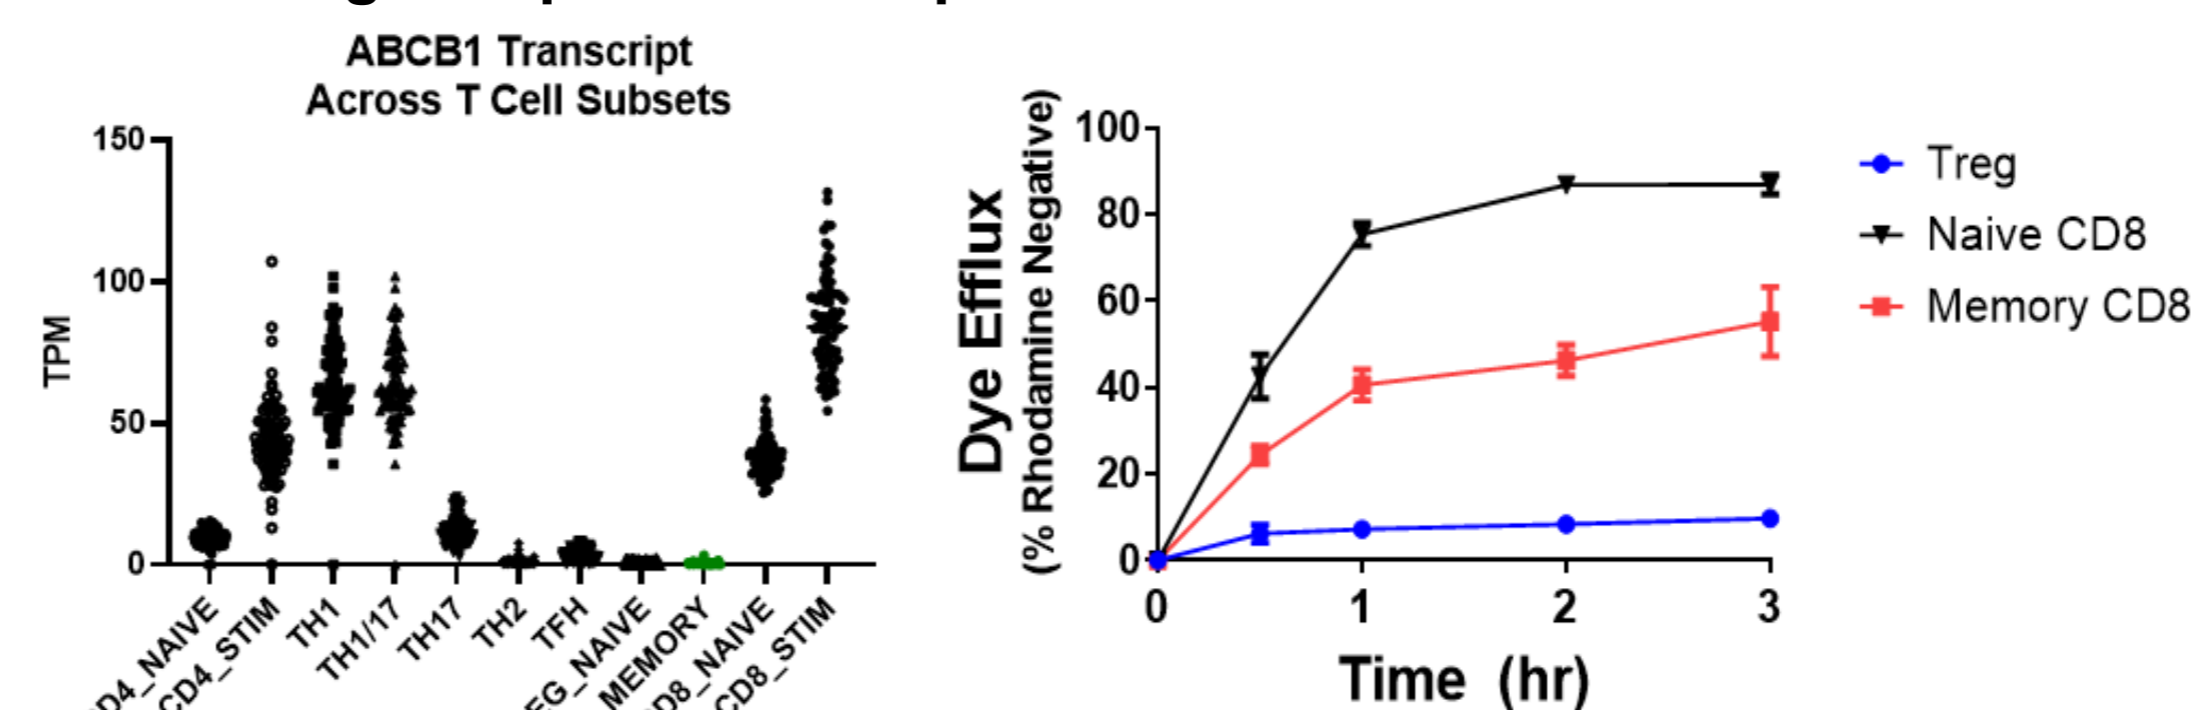 ABCB1 Transcript
Across T Cell Subsets
TPM
150
100
50
0
CD4_STIM
TH1
TH1/17
TH17
TH2
TFH
EG_NAIVE
MEMORY
CD8_STIM
Dye Efflux
(% Rhodamine Negative)
100
80
60
40
20
0
0
1
2
3
Time (hr)
Treg
Naive CD8
Memory CD8